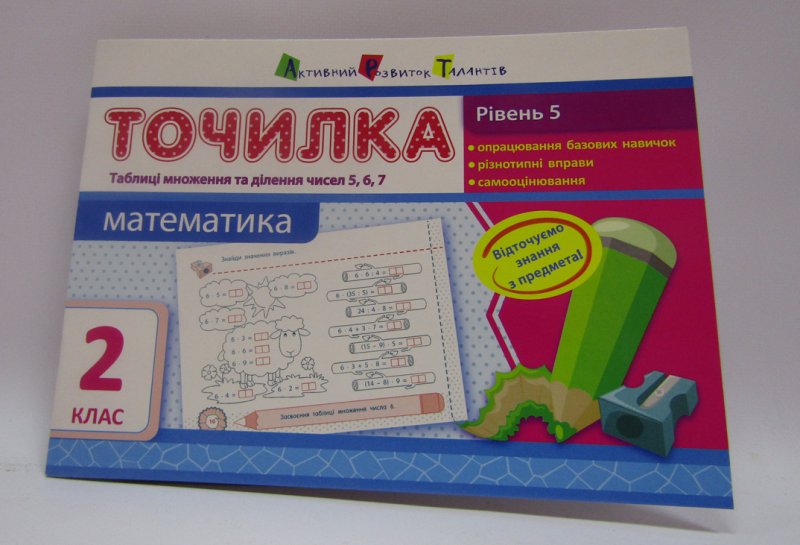 Активний Розвиток Талантів
ТОЧИЛКА
Таблиці множення та ділення чисел 5, 6, 7
Рівень 5
• опрацювання базових навичок
• різнотипні вправи
• самооцінювання
математика
Відточуємо
знання
з предмета!
2
КЛАС
Знайди значення виразів.
6 · 5 =
6 · 8 =
6 · 7 =
6 · 3 =
6 · 6 =
6 · 9 =
6 · 4 =
6 · 2 =
6 · 6 : 4 =
6 · (35 : 5) =
24 : 4 · 8 =
6 · 4 + 3 · 7 =
(15 - 9) · 5 =
6 · 3 + 5 · 8 =
(14 - 8) · 9 =
16
Засвоєння таблиці множення числа 6.